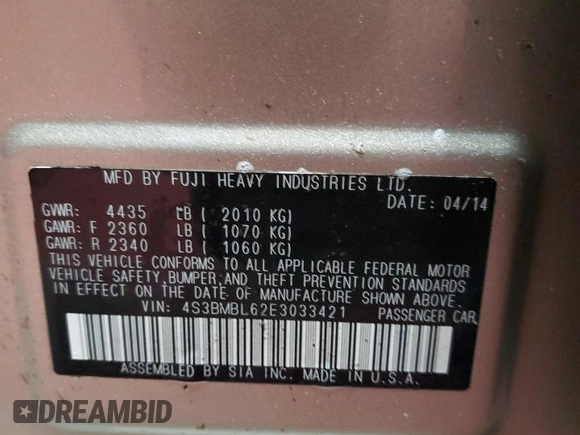 MFD BY FUJI HEAVY INDUSTRIES LTD.
DATE: 04/14
GVWR: 4435 LB ( 2010 KG)
GAWR: F 2360 LB ( 1070 KG)
GAWR: R 2340 LB ( 1060 KG)
THIS VEHICLE CONFORMS TO ALL APPLICABLE FEDERAL MOTOR
VEHICLE SAFETY, BUMPER, AND THEFT PREVENTION STANDARDS
IN EFFECT ON THE DATE OF MANUFACTURE SHOWN ABOVE.
VIN: 4S3BMBL62E3033421 PASSENGER CAR
ASSEMBLED BY SIA INC. MADE IN U.S.A.
DREAMBID